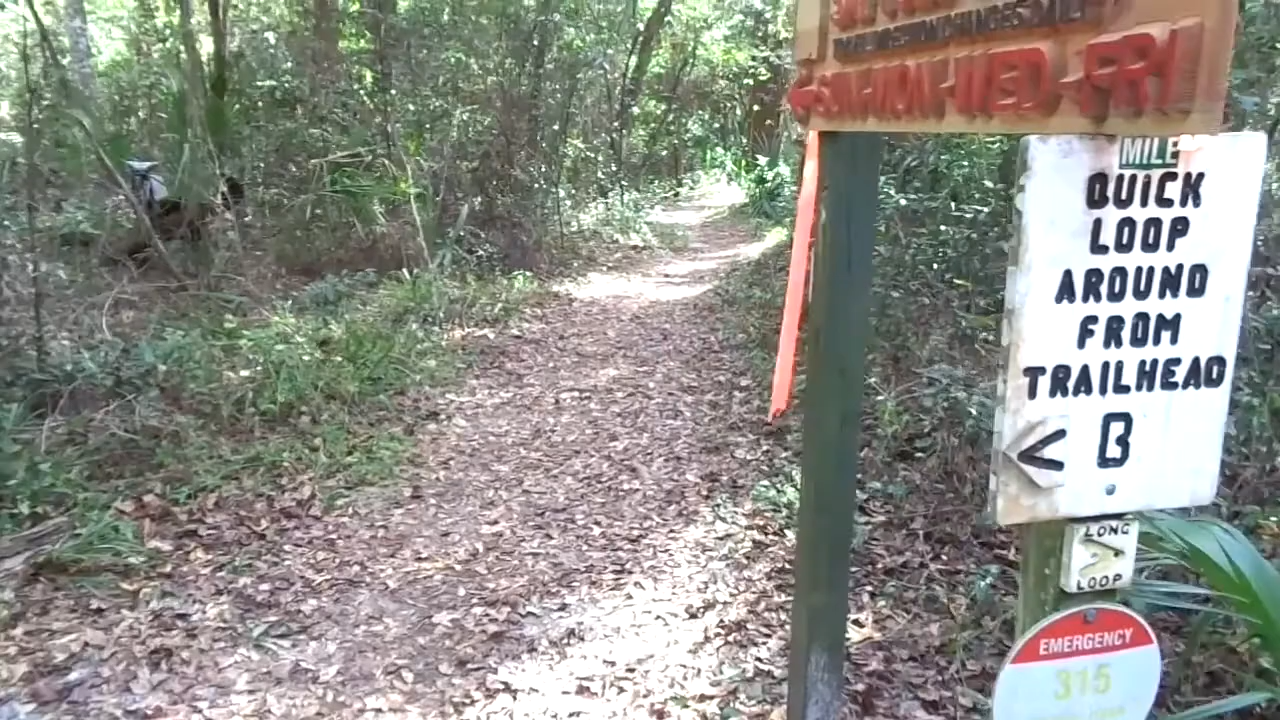 SUN-MON-WED-FRI
MILE
QUICK
LOOP
AROUND
FROM
TRAILHEAD
< B
LONG
LOOP
EMERGENCY
315